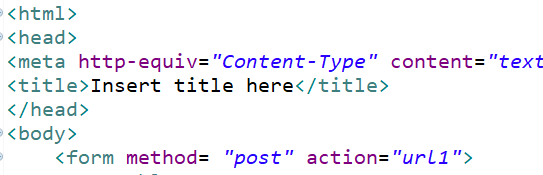 <html>
<head>
<meta http-equiv="Content-Type" content="text
<title>Insert title here</title>
</head>
<body>
<form method= "post" action="url1">